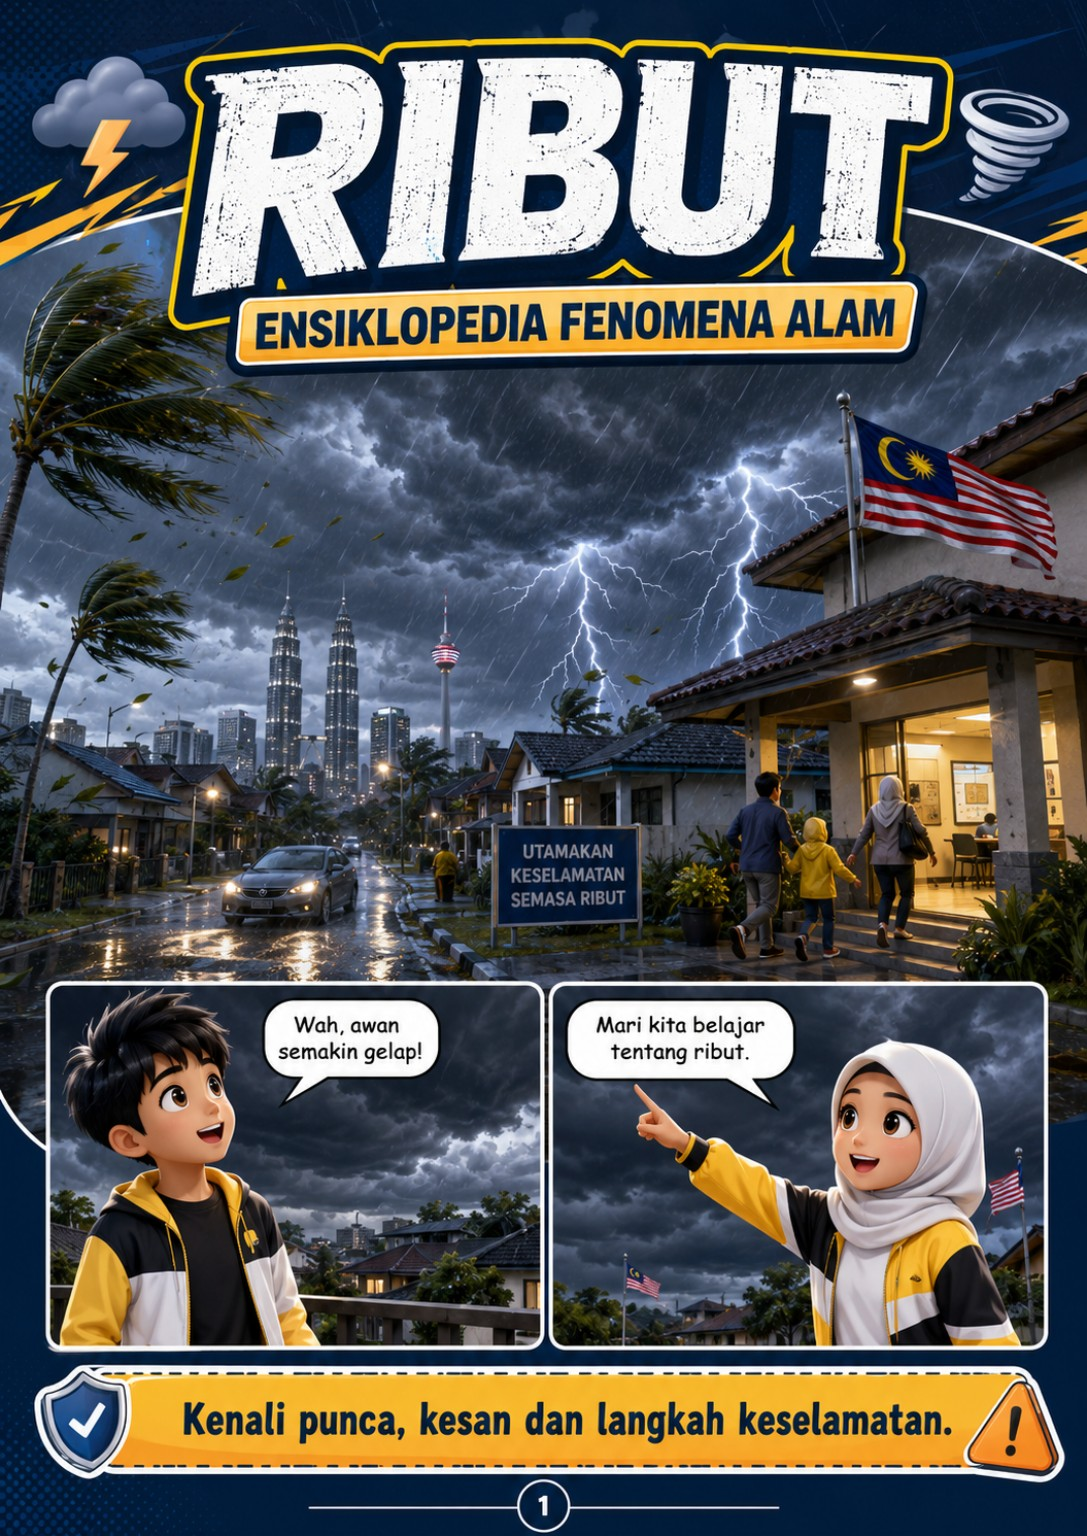 RIBUT
ENSIKLOPEDIA FENOMENA ALAM
UTAMAKAN
KESELAMATAN
SEMASA RIBUT
Wah, awan
semakin gelap!
Mari kita belajar
tentang ribut.
Kenali punca, kesan dan langkah keselamatan.
1